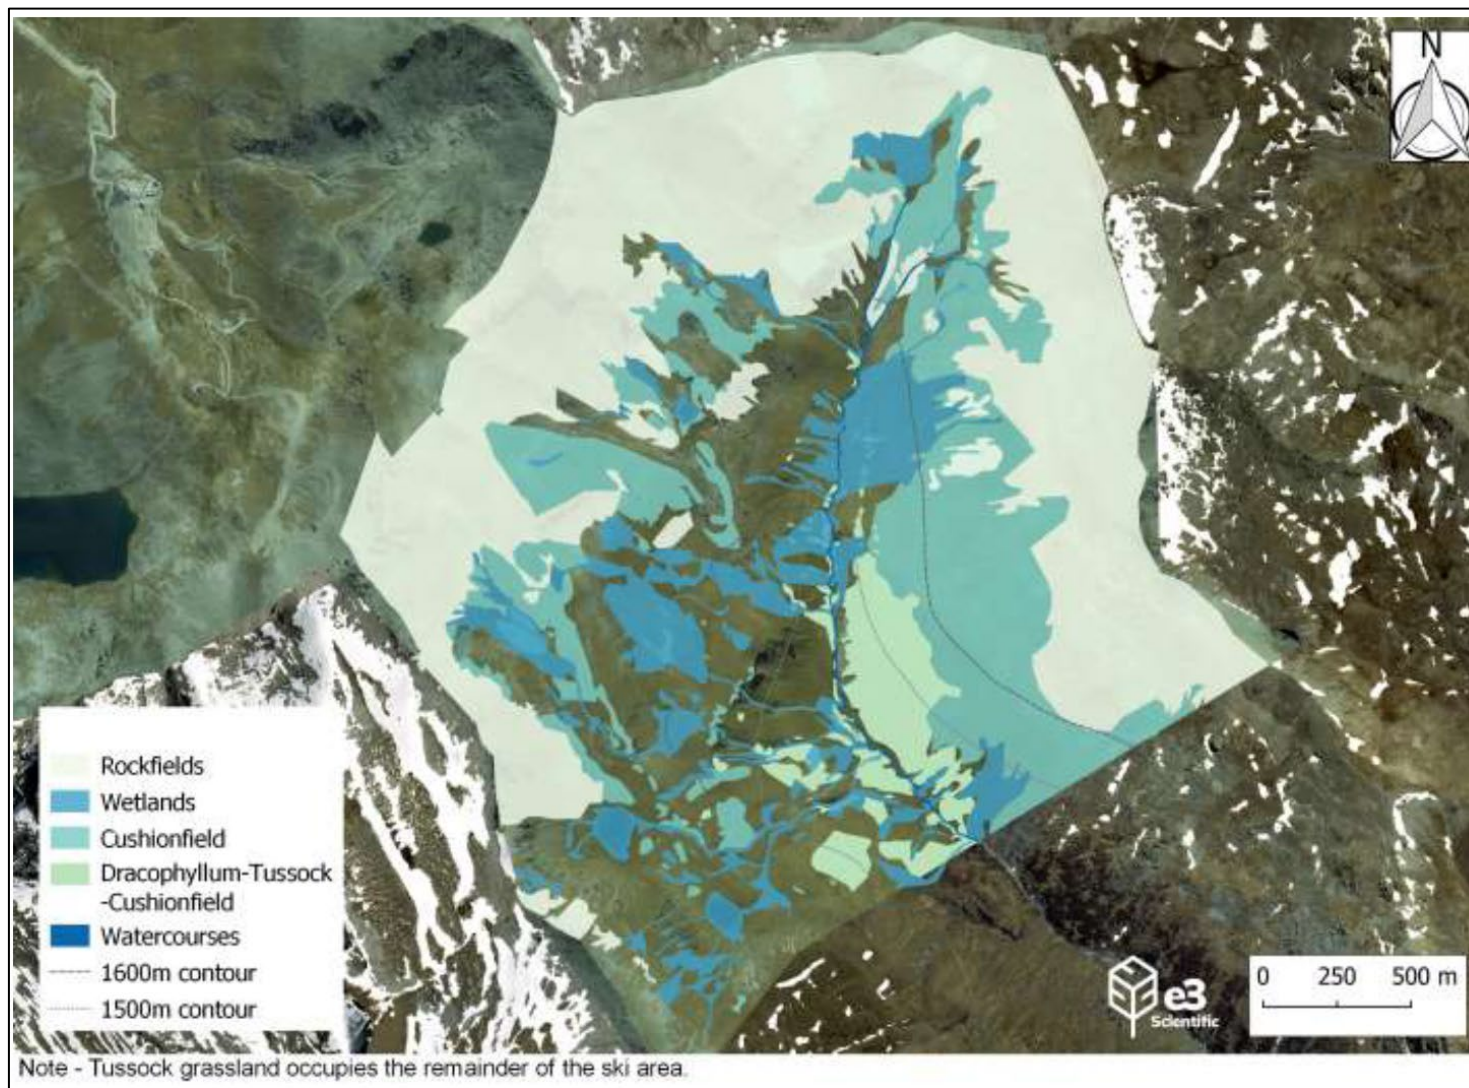 N
Rockfields
Wetlands
Cushionfield
Dracophyllum-Tussock
-Cushionfield
Watercourses
1600m contour
1500m contour
e3
Scientific
0 250 500 m
Note - Tussock grassland occupies the remainder of the ski area.